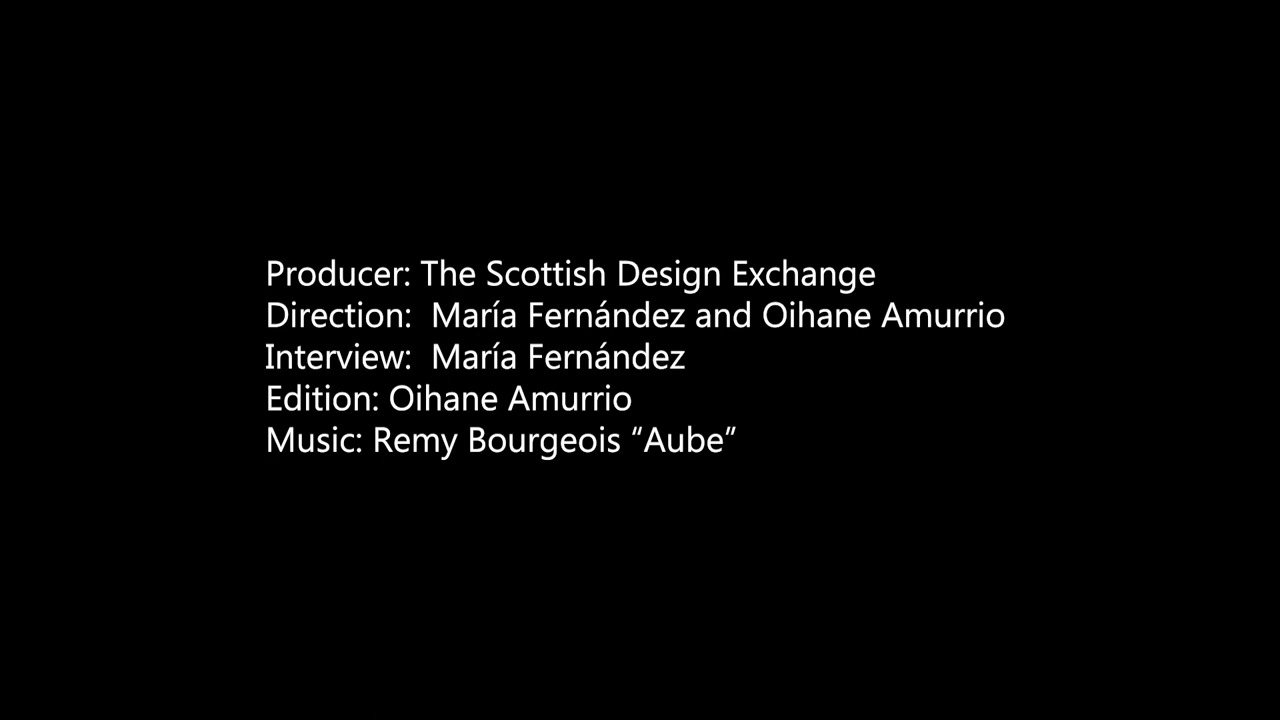 Producer: The Scottish Design Exchange
Direction:  María Fernández and Oihane Amurrio
Interview:  María Fernández
Edition: Oihane Amurrio
Music: Remy Bourgeois “Aube”